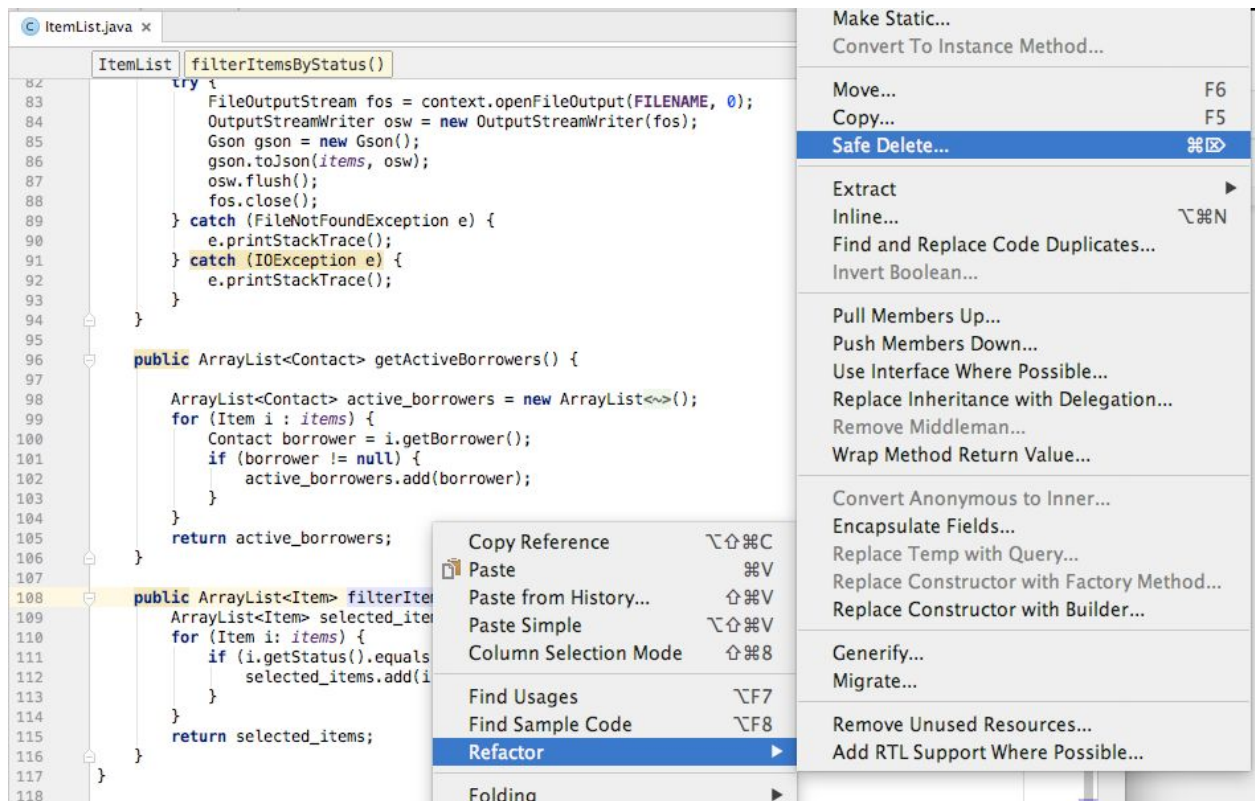 ItemList.java
ItemList filterItemsByStatus()
82 try {
83 FileOutputStream fos = context.openFileOutput(FILENAME, 0);
84 OutputStreamWriter osw = new OutputStreamWriter(fos);
85 Gson gson = new Gson();
86 gson.toJson(items, osw);
87 osw.flush();
88 fos.close();
89 } catch (FileNotFoundException e) {
90 e.printStackTrace();
91 } catch (IOException e) {
92 e.printStackTrace();
93 }
94 }
95
96 public ArrayList<Contact> getActiveBorrowers() {
97
98 ArrayList<Contact> active_borrowers = new ArrayList<~>();
99 for (Item i : items) {
100 Contact borrower = i.getBorrower();
101 if (borrower != null) {
102 active_borrowers.add(borrower);
103 }
104 }
105 return active_borrowers;
106 }
107
108 public ArrayList<Item> filterItem
109 ArrayList<Item> selected_item
110 for (Item i: items) {
111 if (i.getStatus().equals
112 selected_items.add(i
113 }
114 }
115 return selected_items;
116 }
117 }
118
Copy Reference ⌥⇧⌘C
Paste ⌘V
Paste from History... ⇧⌘V
Paste Simple ⌥⇧⌘V
Column Selection Mode ⇧⌘8
Find Usages ⌥F7
Find Sample Code ⌥F8
Refactor
Folding
Make Static...
Convert To Instance Method...
Move... F6
Copy... F5
Safe Delete... ⌘⌦
Extract
Inline... ⌥⌘N
Find and Replace Code Duplicates...
Invert Boolean...
Pull Members Up...
Push Members Down...
Use Interface Where Possible...
Replace Inheritance with Delegation...
Remove Middleman...
Wrap Method Return Value...
Convert Anonymous to Inner...
Encapsulate Fields...
Replace Temp with Query...
Replace Constructor with Factory Method...
Replace Constructor with Builder...
Generify...
Migrate...
Remove Unused Resources...
Add RTL Support Where Possible...